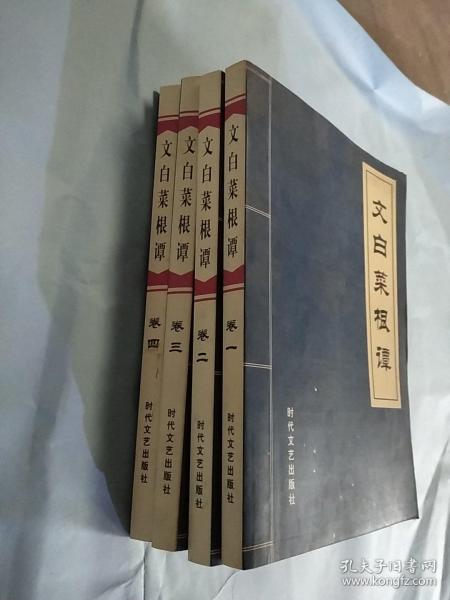 文白菜根谭
卷四
时代文艺出版社
文白菜根谭
卷三
时代文艺出版社
文白菜根谭
卷二
时代文艺出版社
文白菜根谭
卷一
时代文艺出版社
文白菜根谭
时代文艺出版社
孔夫子旧书网
www.kongfz.com